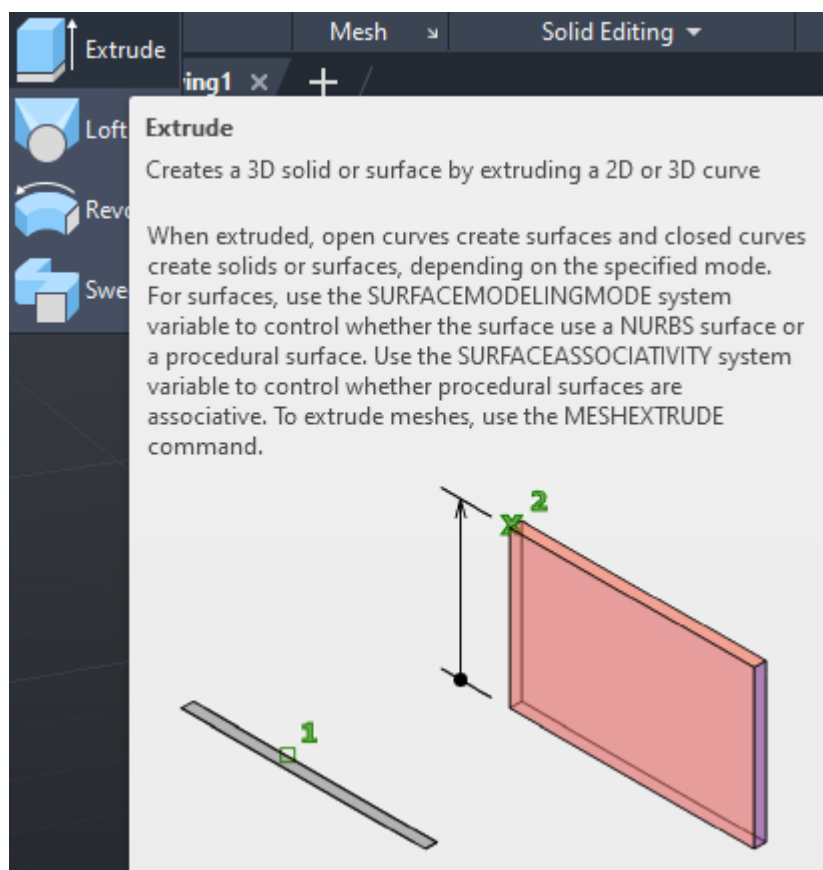 Extrude
Mesh
Solid Editing
ing1
Loft
Extrude
Creates a 3D solid or surface by extruding a 2D or 3D curve
Revo
When extruded, open curves create surfaces and closed curves
create solids or surfaces, depending on the specified mode.
Swe
For surfaces, use the SURFACEMODELINGMODE system
variable to control whether the surface use a NURBS surface or
a procedural surface. Use the SURFACEASSOCIATIVITY system
variable to control whether procedural surfaces are
associative. To extrude meshes, use the MESHEXTRUDE
command.
2
1